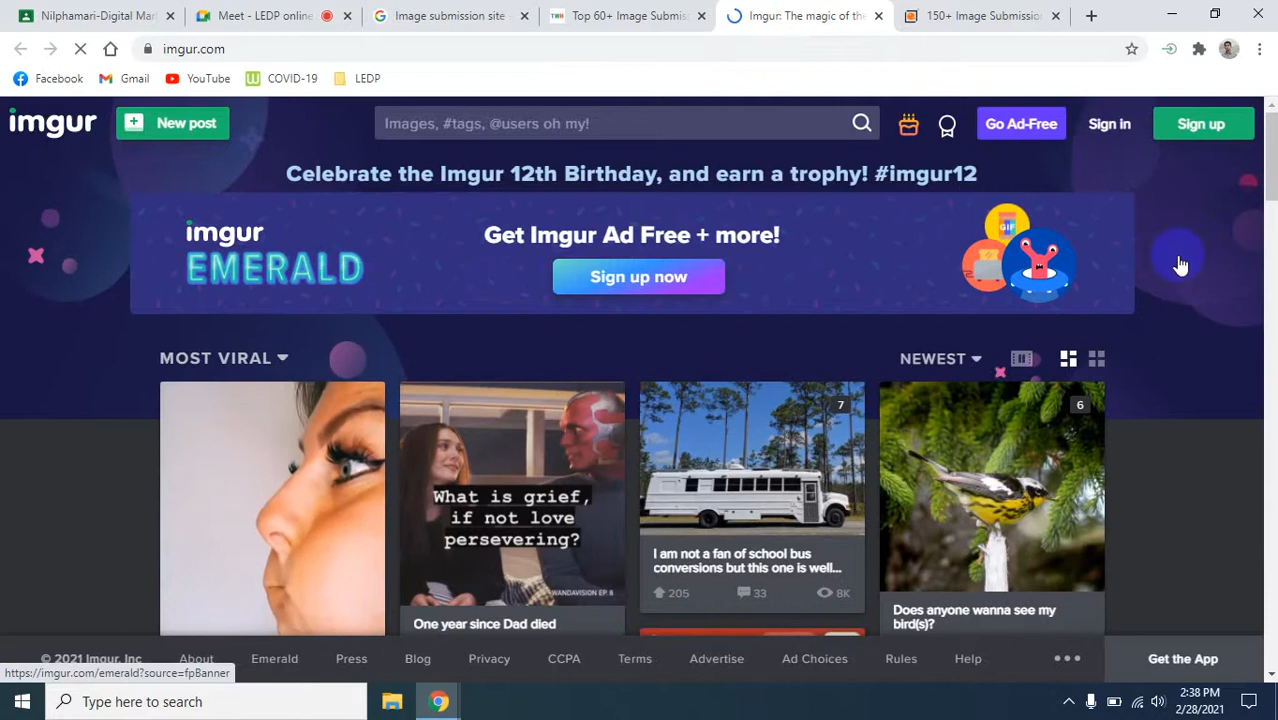 Nilphamari-Digital Mark
Meet - LEDP online
Image submission site -
Top 60+ Image Submiss
Imgur: The magic of the
150+ Image Submission
imgur.com
Facebook
Gmail
YouTube
COVID-19
LEDP
imgur
New post
Images, #tags, @users oh my!
Go Ad-Free
Sign in
Sign up
Celebrate the Imgur 12th Birthday, and earn a trophy! #imgur12
imgur
EMERALD
Get Imgur Ad Free + more!
Sign up now
GIF
MOST VIRAL
NEWEST
What is grief,
if not love
persevering?
WANDAVISION EP. 8
One year since Dad died
7
I am not a fan of school bus
conversions but this one is well...
205
33
8K
6
Does anyone wanna see my
bird(s)?
© 2021 Imgur, Inc
About
Emerald
Press
Blog
Privacy
CCPA
Terms
Advertise
Ad Choices
Rules
Help
Get the App
https://imgur.com/emerald?source=fpBanner
Type here to search
2:38 PM
2/28/2021